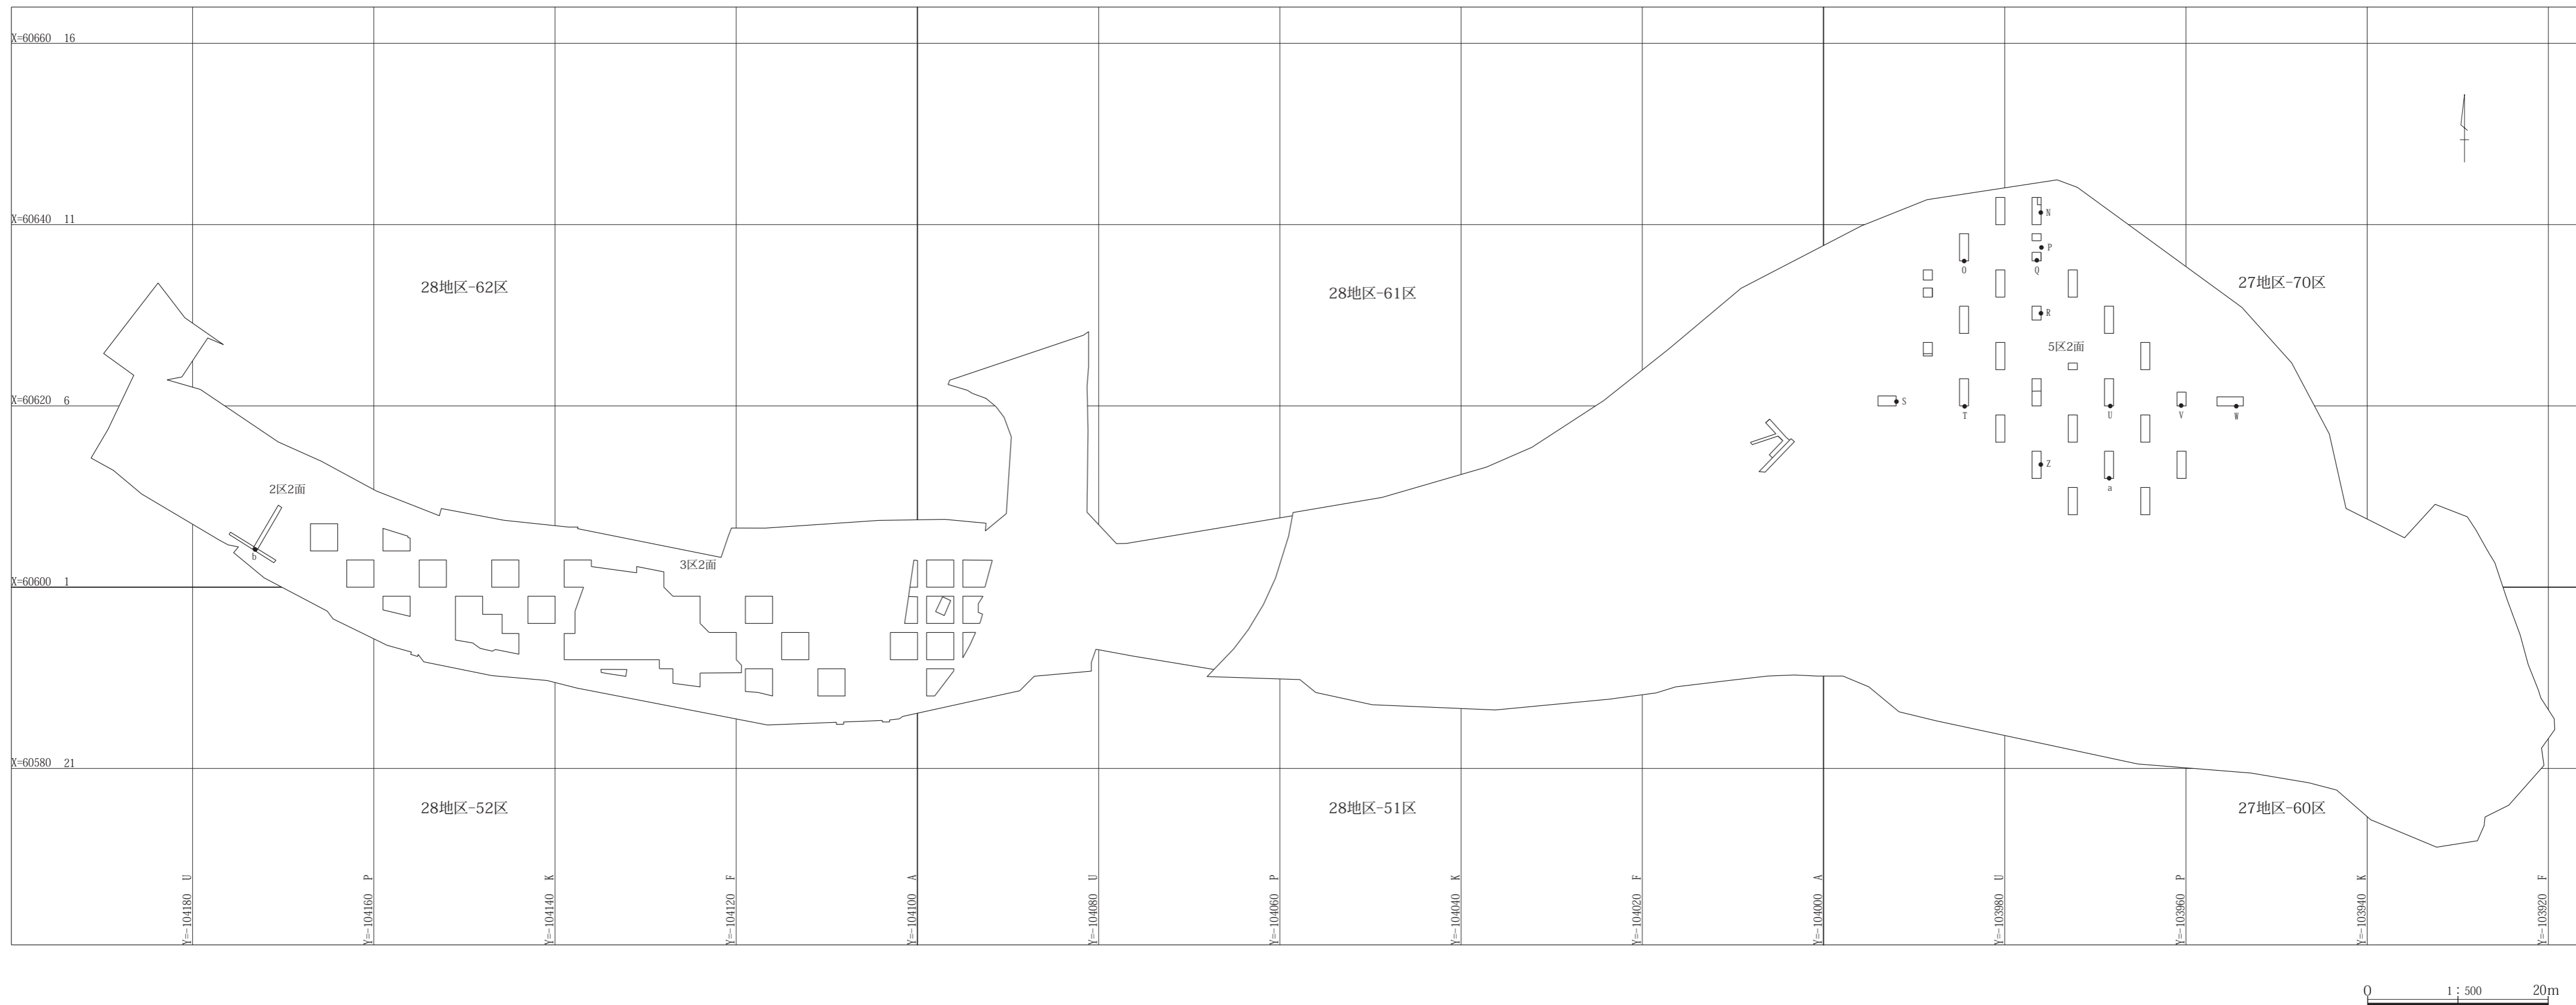 X=60660 16
X=60640 11
N
P
O
Q
28地区-62区
28地区-61区
27地区-70区
R
5区2面
X=60620 6
S
T
U
V
W
Z
a
2区2面
b
3区2面
X=60600 1
X=60580 21
28地区-52区
28地区-51区
27地区-60区
Y=-104180 U
Y=-104160 P
Y=-104140 K
Y=-104120 F
Y=-104100 A
Y=-104080 U
Y=-104060 P
Y=-104040 K
Y=-104020 F
Y=-104000 A
Y=-103980 U
Y=-103960 P
Y=-103940 K
Y=-103920 F
0 1:500 20m